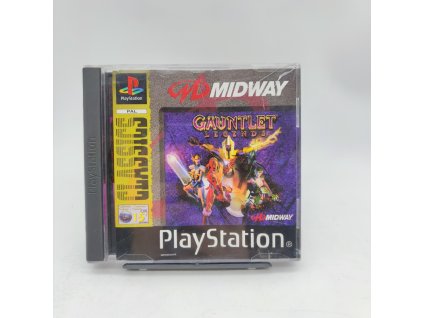 PlayStation
PlayStation
PAL
CLASSICS
MIDWAY
GAUNTLET
LEGENDS
MIDWAY
PlayStation®